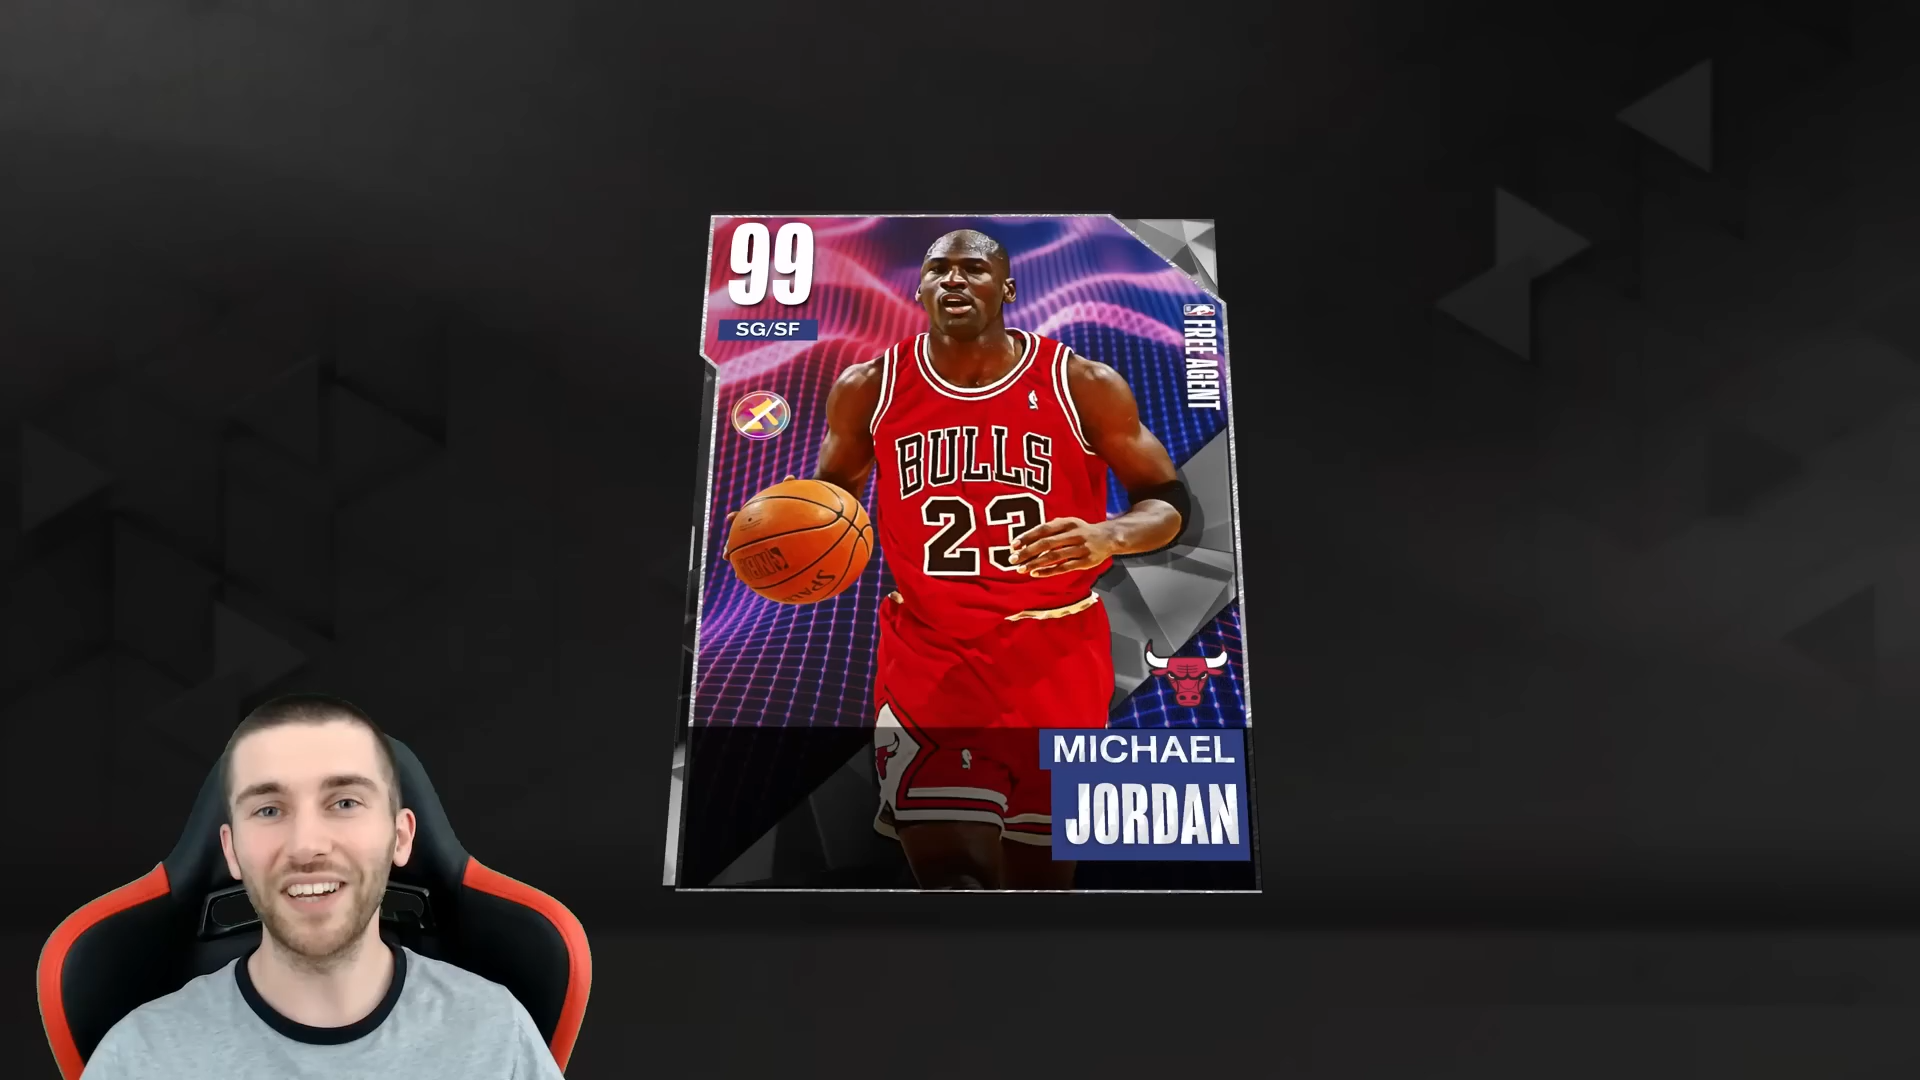 99
SG/SF
FREE AGENT
BULLS
23
MICHAEL
JORDAN